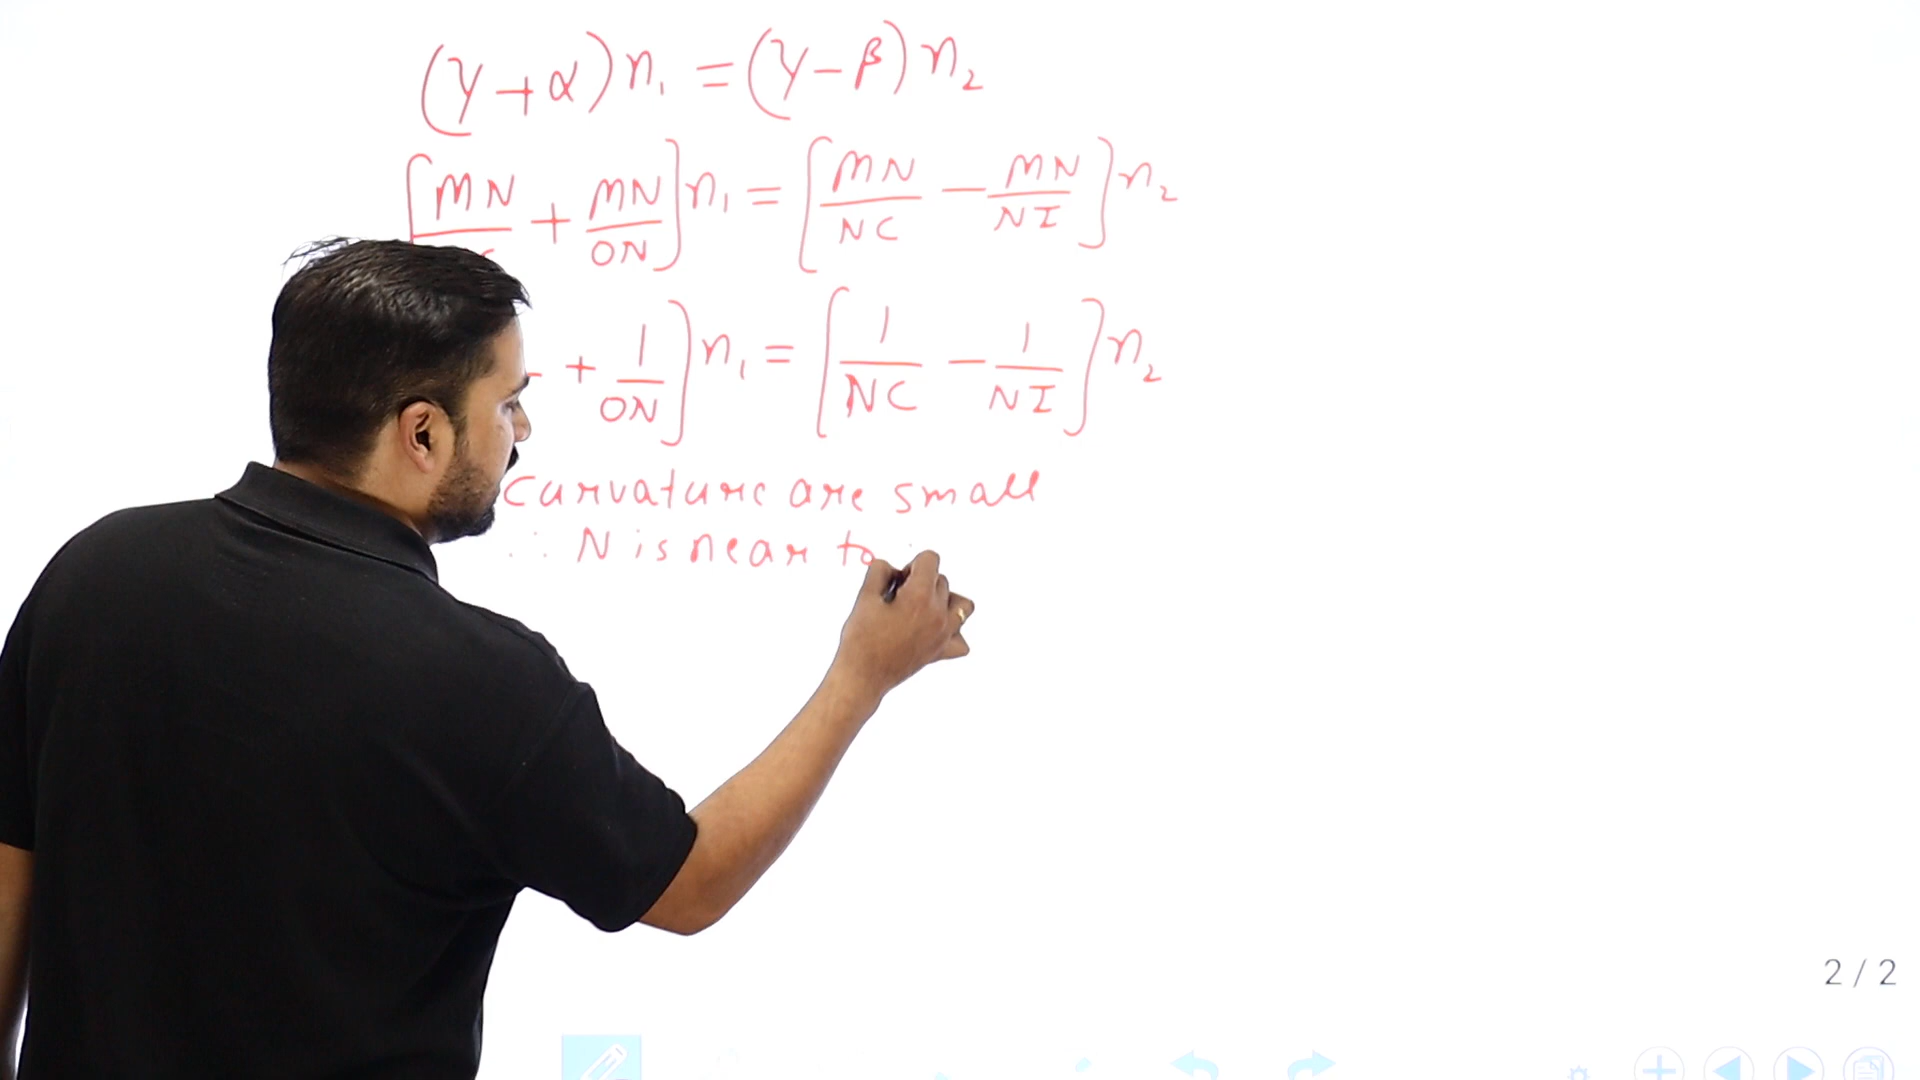 (γ + α) n₁ = (γ - β) n₂
[MN/ + MN/ON] n₁ = [MN/NC - MN/NI] n₂
+ 1/ON] n₁ = [1/NC - 1/NI] n₂
Curvature are small
∴ N is near to
2 / 2